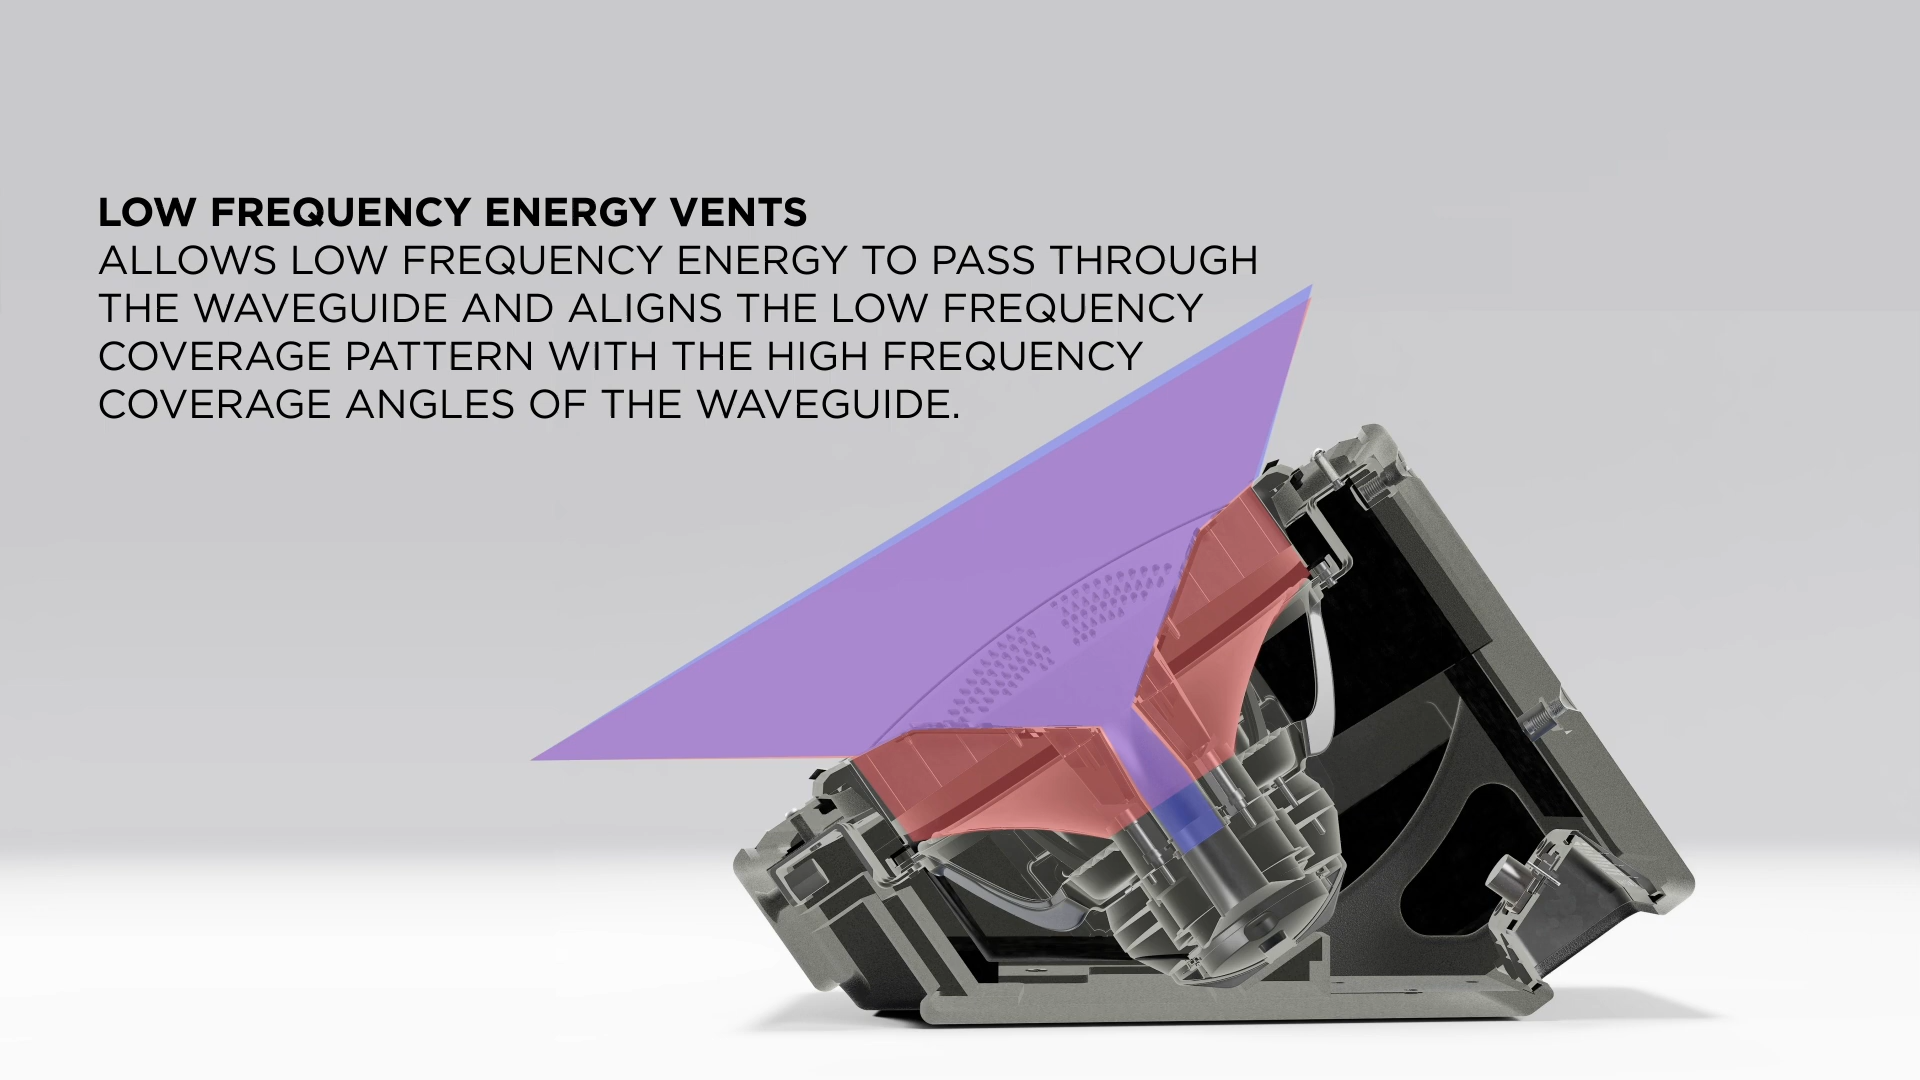 LOW FREQUENCY ENERGY VENTS
ALLOWS LOW FREQUENCY ENERGY TO PASS THROUGH
THE WAVEGUIDE AND ALIGNS THE LOW FREQUENCY
COVERAGE PATTERN WITH THE HIGH FREQUENCY
COVERAGE ANGLES OF THE WAVEGUIDE.